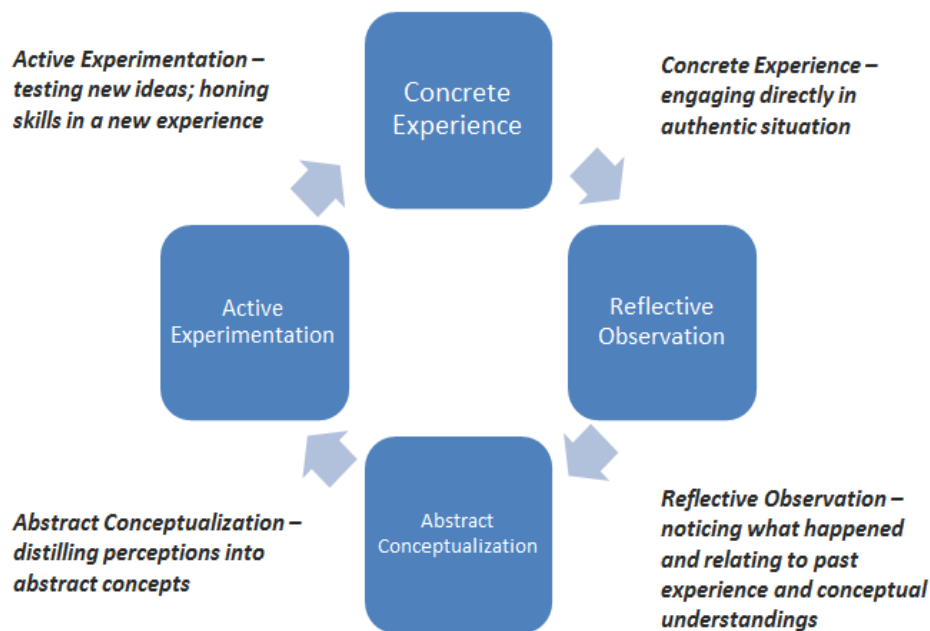 Active Experimentation –
testing new ideas; honing
skills in a new experience
Concrete
Experience
Concrete Experience –
engaging directly in
authentic situation
Active
Experimentation
Reflective
Observation
Abstract Conceptualization –
distilling perceptions into
abstract concepts
Abstract
Conceptualization
Reflective Observation –
noticing what happened
and relating to past
experience and conceptual
understandings